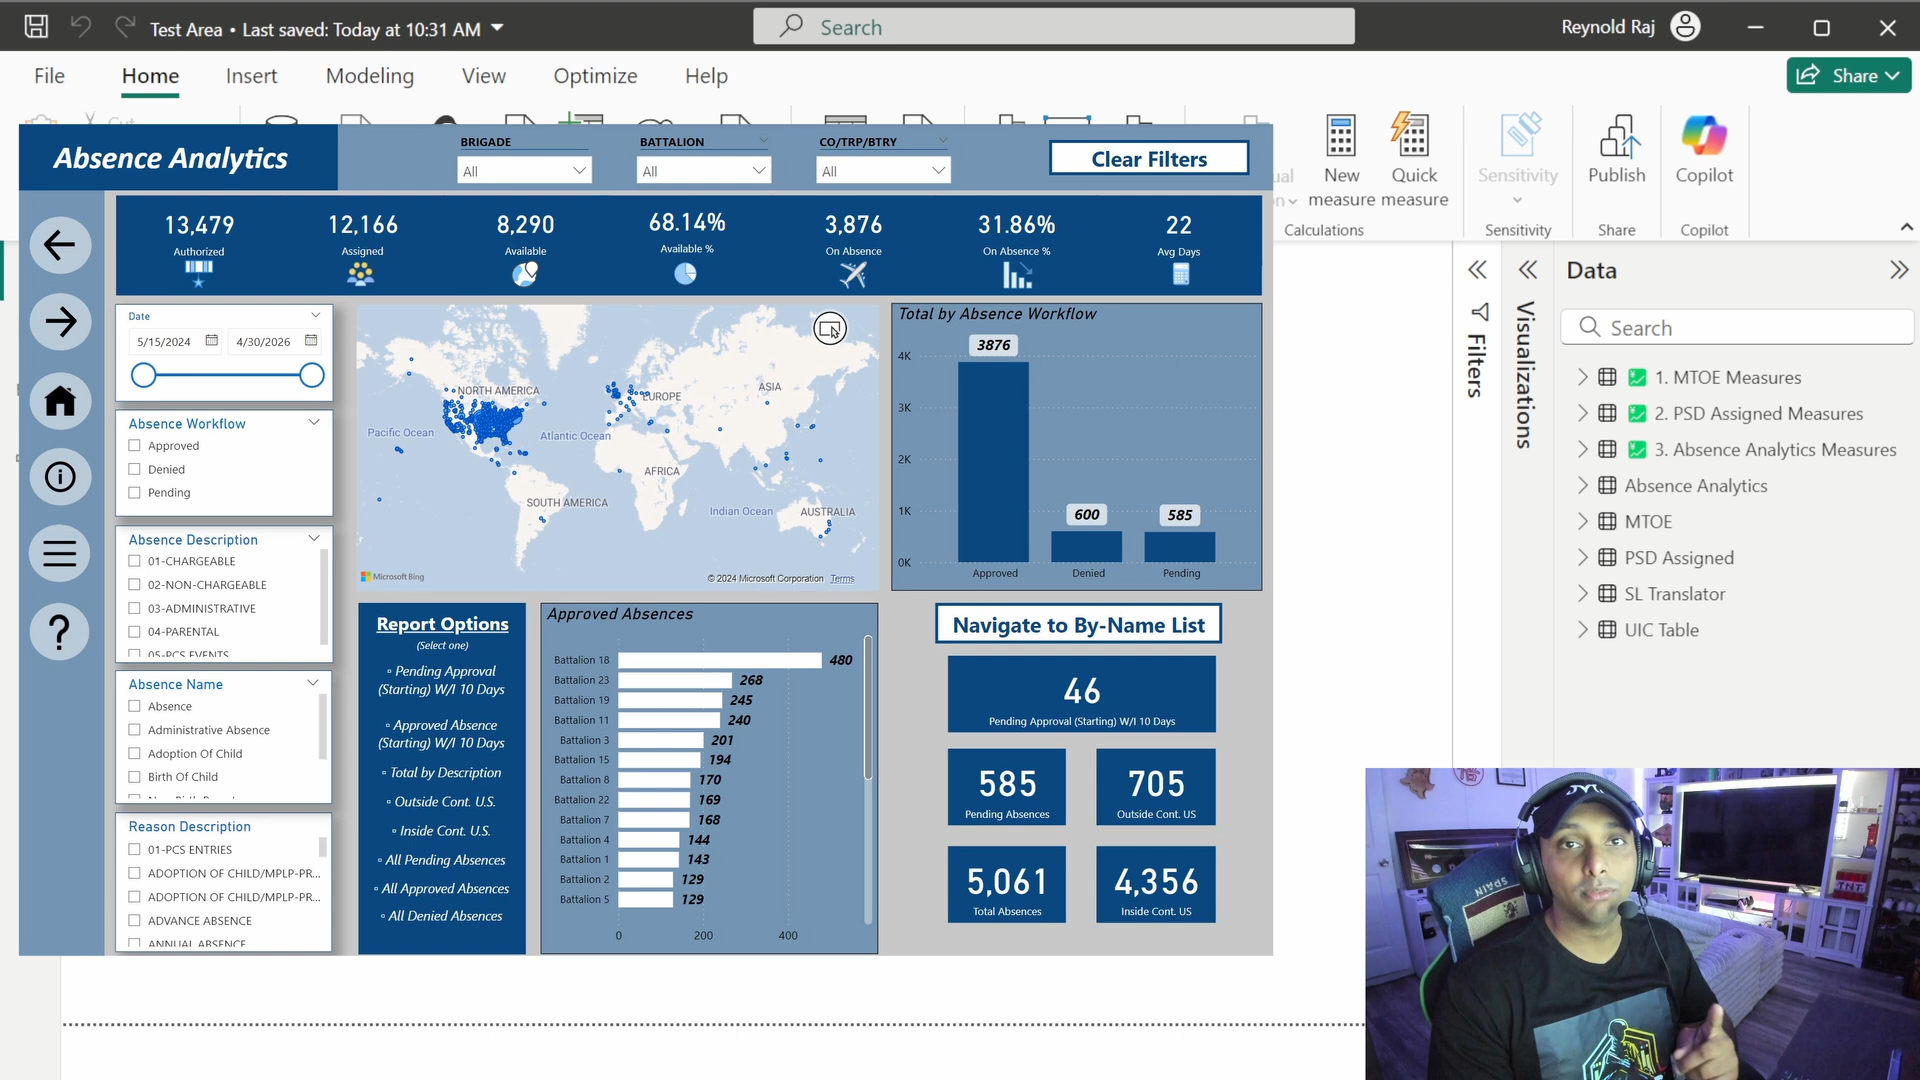 Test Area • Last saved: Today at 10:31 AM
Search
Reynold Raj
File
Home
Insert
Modeling
View
Optimize
Help
Share
Cut
New
measure
Quick
measure
Calculations
Sensitivity
Sensitivity
Publish
Share
Copilot
Copilot
Absence Analytics
BRIGADE
All
BATTALION
All
CO/TRP/BTRY
All
Clear Filters
13,479
Authorized
12,166
Assigned
8,290
Available
68.14%
Available %
3,876
On Absence
31.86%
On Absence %
22
Avg Days
Date
5/15/2024
4/30/2026
Absence Workflow
Approved
Denied
Pending
Absence Description
01-CHARGEABLE
02-NON-CHARGEABLE
03-ADMINISTRATIVE
04-PARENTAL
05-PCS EVENTS
Absence Name
Absence
Administrative Absence
Adoption Of Child
Birth Of Child
Reason Description
01-PCS ENTRIES
ADOPTION OF CHILD/MPLP-PR...
ADOPTION OF CHILD/MPLP-PR...
ADVANCE ABSENCE
ANNUAL ABSENCE
NORTH AMERICA
EUROPE
ASIA
Pacific Ocean
Atlantic Ocean
AFRICA
SOUTH AMERICA
Indian Ocean
AUSTRALIA
Microsoft Bing
© 2024 Microsoft Corporation Terms
Total by Absence Workflow
4K
3K
2K
1K
0K
3876
600
585
Approved
Denied
Pending
Report Options
(Select one)
▫ Pending Approval
(Starting) W/I 10 Days
▫ Approved Absence
(Starting) W/I 10 Days
▫ Total by Description
▫ Outside Cont. U.S.
▫ Inside Cont. U.S.
▫ All Pending Absences
▫ All Approved Absences
▫ All Denied Absences
Approved Absences
Battalion 18 480
Battalion 23 268
Battalion 19 245
Battalion 11 240
Battalion 3 201
Battalion 15 194
Battalion 8 170
Battalion 22 169
Battalion 7 168
Battalion 4 144
Battalion 1 143
Battalion 2 129
Battalion 5 129
0 200 400
Navigate to By-Name List
46
Pending Approval (Starting) W/I 10 Days
585
Pending Absences
705
Outside Cont. US
5,061
Total Absences
4,356
Inside Cont. US
Filters
Visualizations
Data
Search
1. MTOE Measures
2. PSD Assigned Measures
3. Absence Analytics Measures
Absence Analytics
MTOE
PSD Assigned
SL Translator
UIC Table
SPAIN
TNT